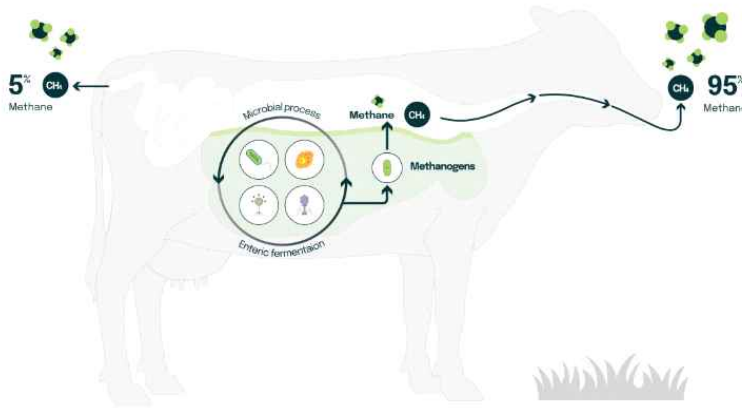 5%
CH₄
Methane
Microbial process
Enteric fermentaion
Methane
CH₄
Methanogens
CH₄
95%
Methane